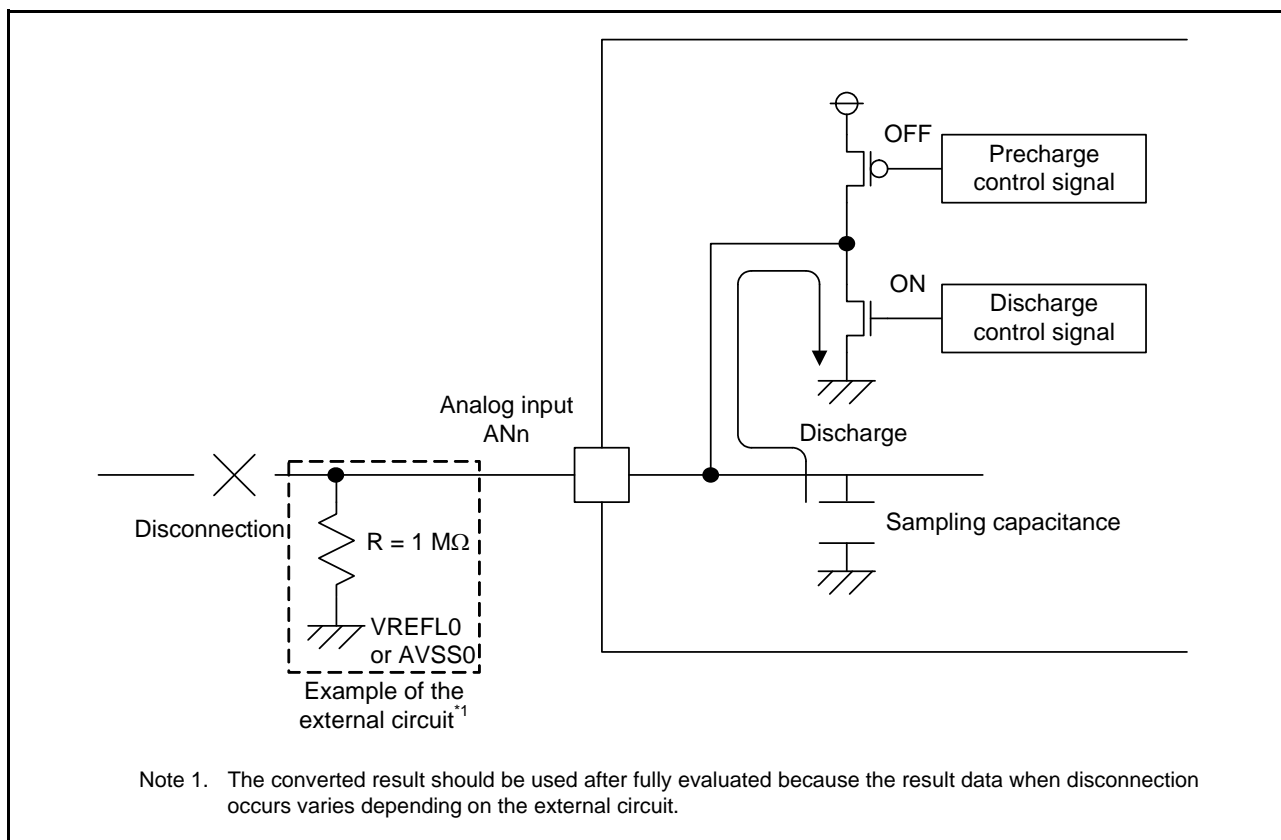 OFF
Precharge
control signal
ON
Discharge
control signal
Analog input
ANn
Discharge
Disconnection
R = 1 MΩ
Sampling capacitance
VREFL0
or AVSS0
Example of the
external circuit*1
Note 1. The converted result should be used after fully evaluated because the result data when disconnection
occurs varies depending on the external circuit.